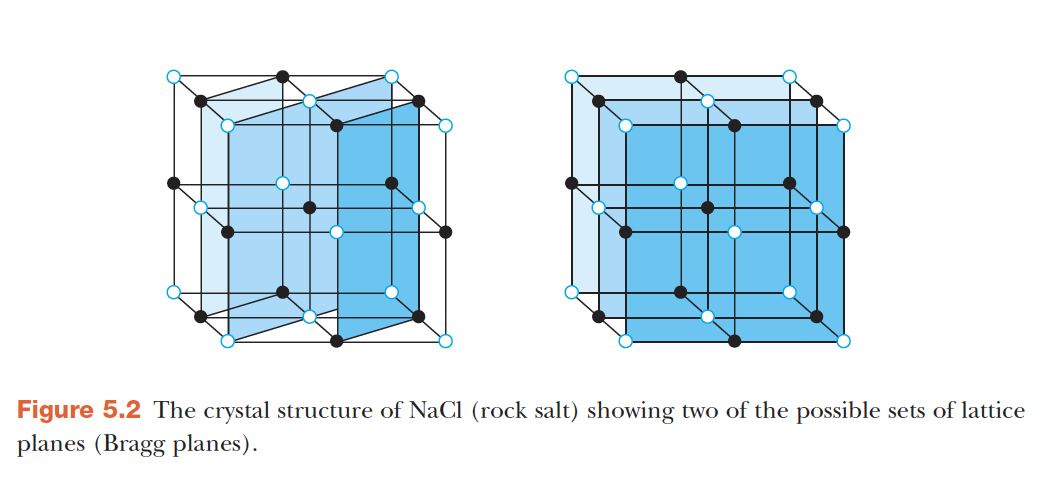 Figure 5.2 The crystal structure of NaCl (rock salt) showing two of the possible sets of lattice
planes (Bragg planes).